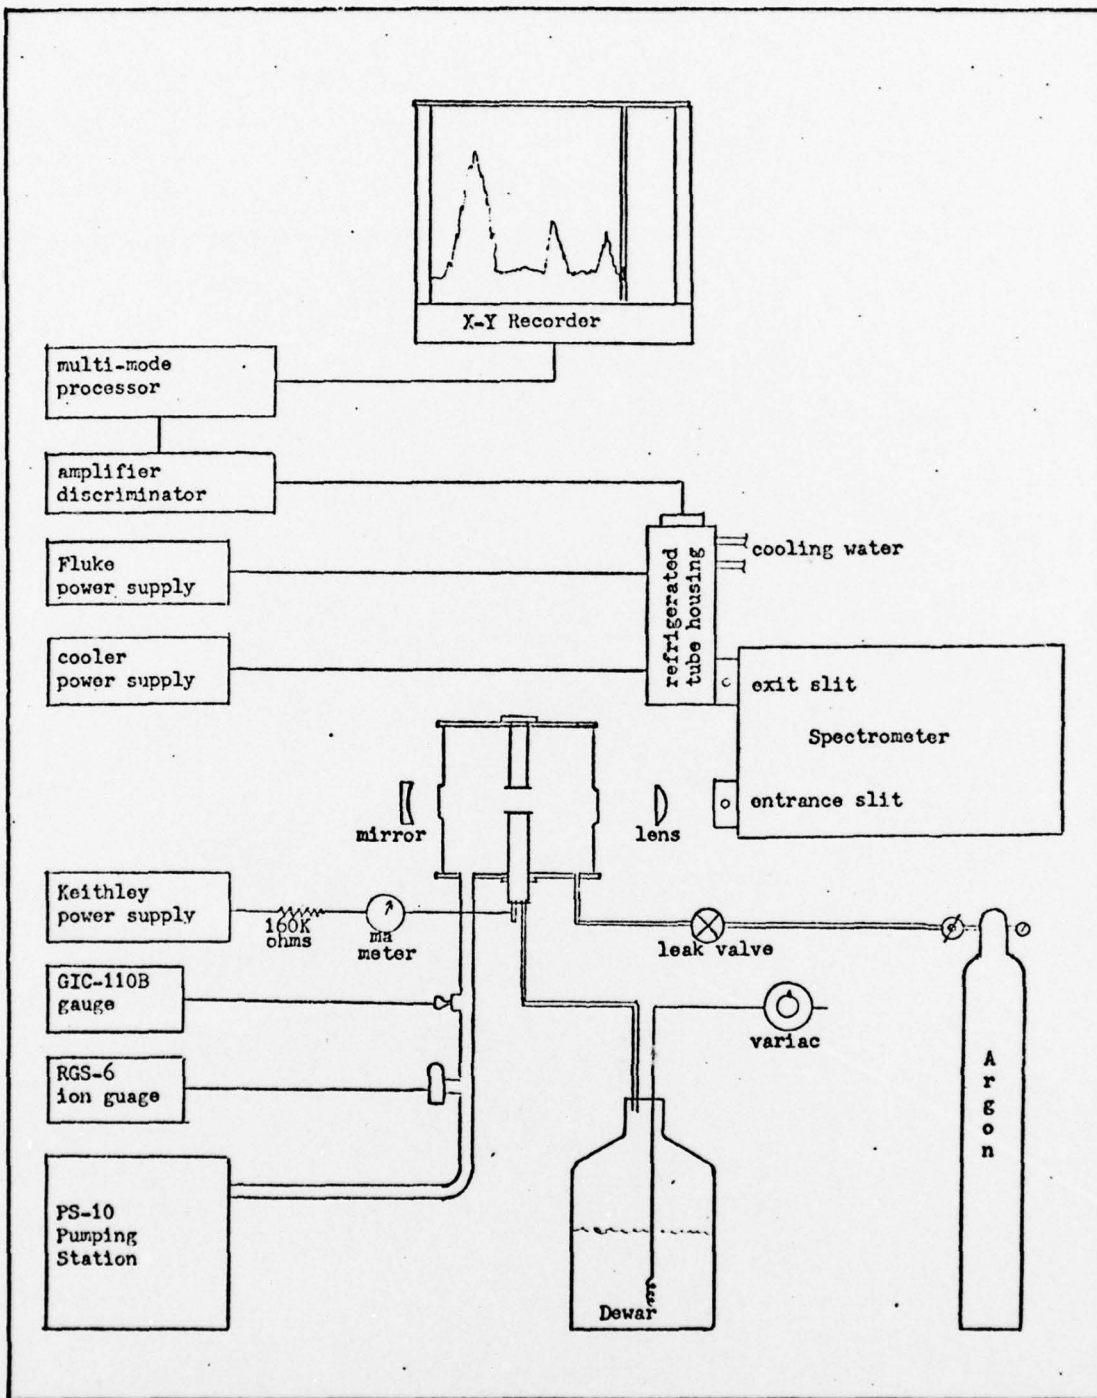 X-Y Recorder
multi-mode
processor
amplifier
discriminator
Fluke
power supply
cooling water
refrigerated
tube housing
cooler
power supply
exit slit
Spectrometer
entrance slit
mirror
lens
Keithley
power supply
160K
ohms
ma
meter
leak valve
GIC-110B
gauge
variac
RGS-6
ion guage
Argon
PS-10
Pumping
Station
Dewar